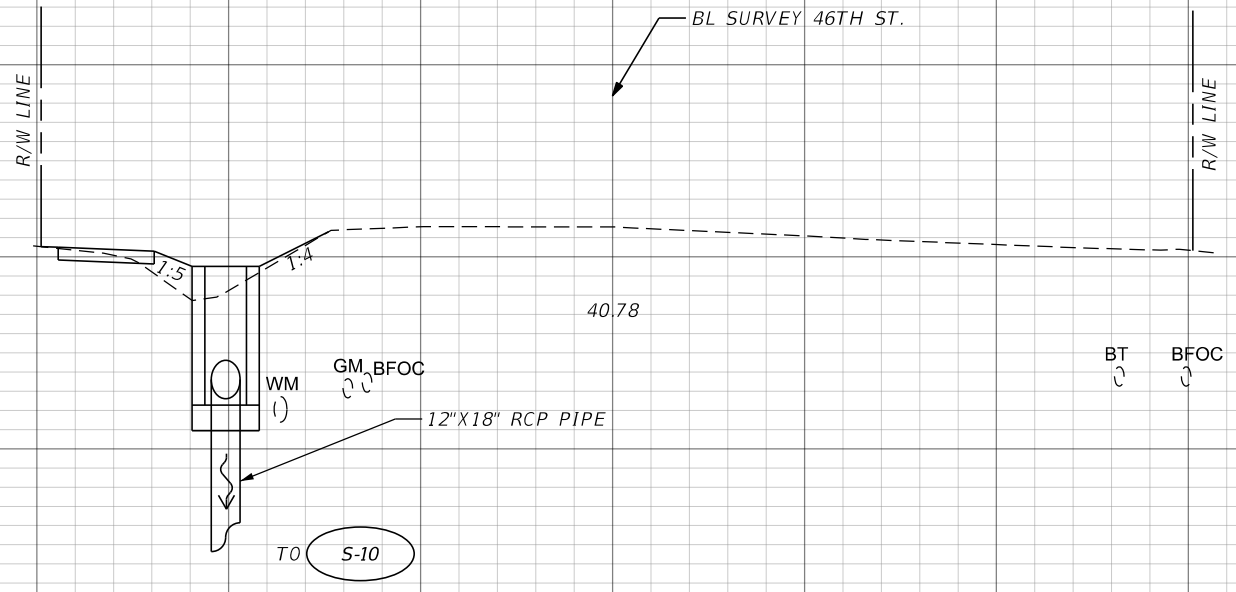 BL SURVEY 46TH ST.
R/W LINE
R/W LINE
1:5
1:4
40.78
WM
GM
BFOC
BT
BFOC
12"X18" RCP PIPE
TO S-10